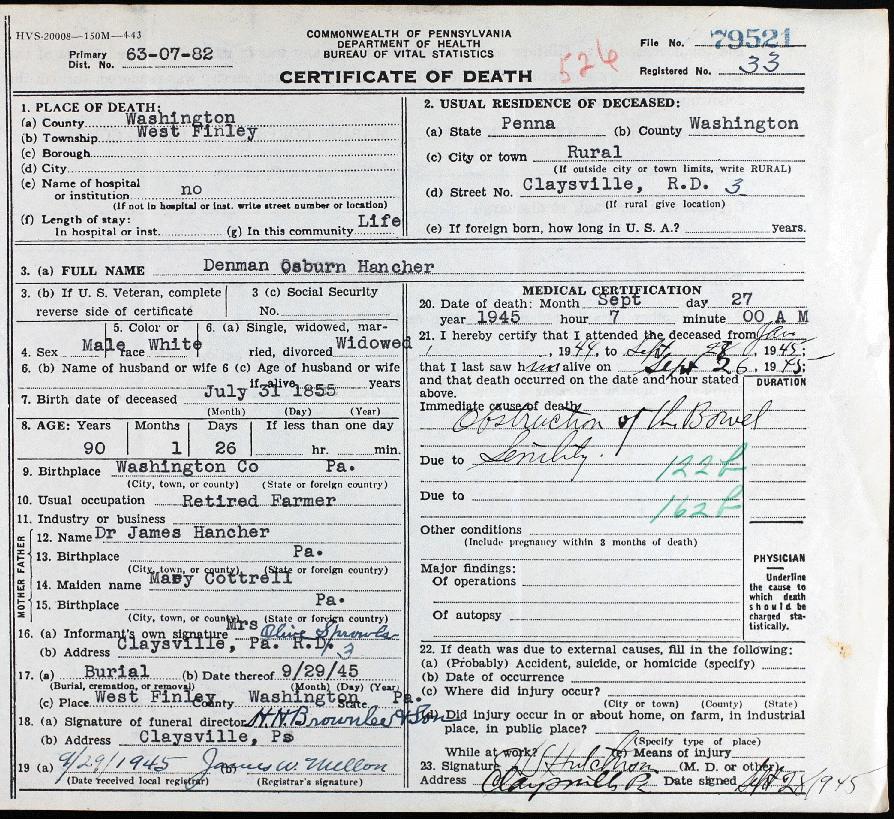 HVS-20008—150M—4-43
COMMONWEALTH OF PENNSYLVANIA
DEPARTMENT OF HEALTH
BUREAU OF VITAL STATISTICS
CERTIFICATE OF DEATH
Primary Dist. No. 63-07-82
526
File No. 79521
Registered No. 33
1. PLACE OF DEATH:
(a) County Washington
(b) Township West Finley
(c) Borough
(d) City
(e) Name of hospital
or institution no
(If not in hospital or inst. write street number or location)
(f) Length of stay:
In hospital or inst. (g) In this community Life
2. USUAL RESIDENCE OF DECEASED:
(a) State Penna (b) County Washington
(c) City or town Rural
(If outside city or town limits, write RURAL)
(d) Street No. Claysville, R.D. 3
(If rural give location)
(e) If foreign born, how long in U. S. A.? years.
3. (a) FULL NAME Denman Osburn Hancher
3. (b) If U. S. Veteran, complete
reverse side of certificate
3 (c) Social Security
No.
4. Sex Male
5. Color or
race White
6. (a) Single, widowed, mar-
ried, divorced Widowed
6. (b) Name of husband or wife 6 (c) Age of husband or wife
if alive years
7. Birth date of deceased July 31 1855
(Month) (Day) (Year)
8. AGE: Years Months Days If less than one day
90 1 26 hr. min.
9. Birthplace Washington Co Pa.
(City, town, or county) (State or foreign country)
10. Usual occupation Retired Farmer
11. Industry or business
FATHER
12. Name Dr James Hancher
13. Birthplace Pa.
(City, town, or county) (State or foreign country)
MOTHER
14. Maiden name Mary Cottrell
15. Birthplace Pa.
(City, town, or county) (State or foreign country)
16. (a) Informant's own signature Mrs Olive Sprowls
(b) Address Claysville, Pa. R.D. 3
17. (a) Burial (b) Date thereof 9/29/45
(Burial, cremation, or removal) (Month) (Day) (Year
(c) Place West Finley County Washington State Pa.
18. (a) Signature of funeral director H.H. Brownlee & Son
(b) Address Claysville, Pa
19 (a) 9/29/1945 (b) James W. Mellon
(Date received local registrar) (Registrar's signature)
MEDICAL CERTIFICATION
20. Date of death: Month Sept day 27
year 1945 hour 7 minute 00 A M
21. I hereby certify that I attended the deceased from Jan
1, 1944, to Sept 1945;
that I last saw him alive on Sept 26, 1945;
and that death occurred on the date and hour stated
above.
DURATION
Immediate cause of death
Obstruction of the Bowel
Due to Senility.
122b
Due to
162b
Other conditions
(Include pregnancy within 3 months of death)
Major findings:
Of operations
Of autopsy
PHYSICIAN
Underline
the cause to
which death
should be
charged sta-
tistically.
22. If death was due to external causes, fill in the following:
(a) (Probably) Accident, suicide, or homicide (specify)
(b) Date of occurrence
(c) Where did injury occur?
(City or town) (County) (State)
(d) Did injury occur in or about home, on farm, in industrial
place, in public place?
(Specify type of place)
While at work? (e) Means of injury
23. Signature (M. D. or other)
Address Claysville Pa Date signed Sept 28/1945